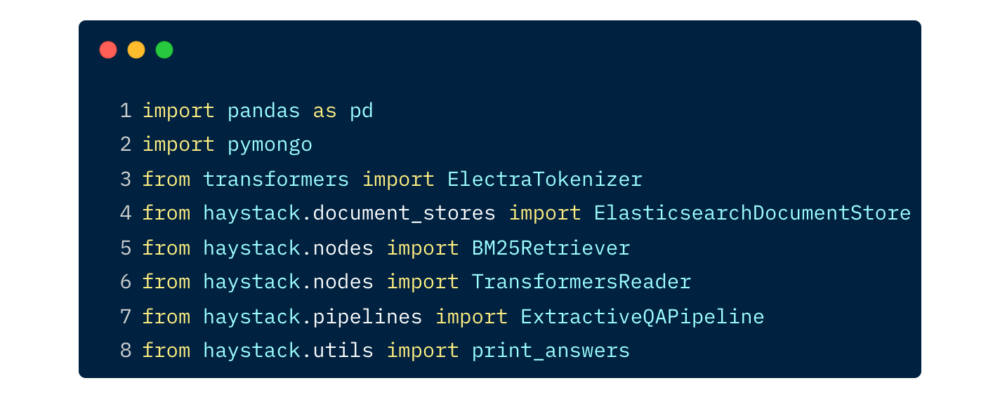 1 import pandas as pd
2 import pymongo
3 from transformers import ElectraTokenizer
4 from haystack.document_stores import ElasticsearchDocumentStore
5 from haystack.nodes import BM25Retriever
6 from haystack.nodes import TransformersReader
7 from haystack.pipelines import ExtractiveQAPipeline
8 from haystack.utils import print_answers